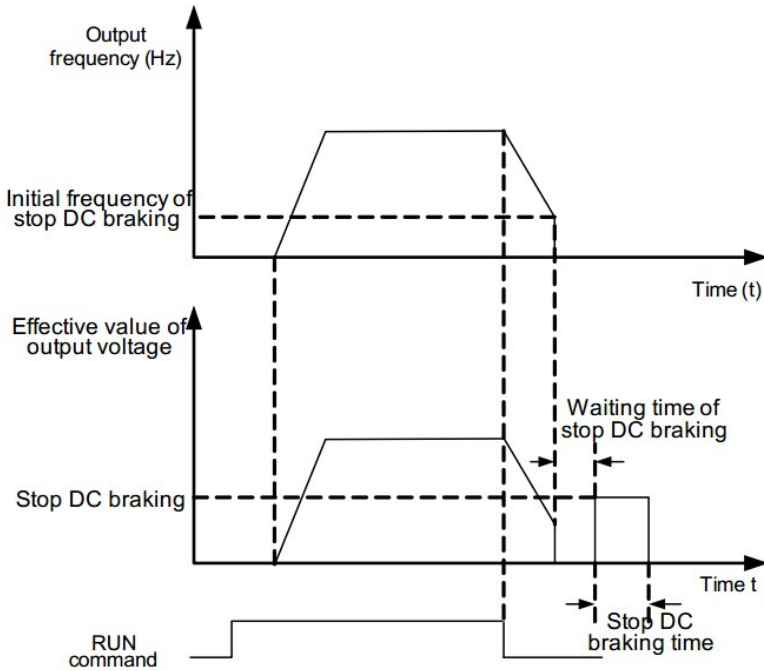 Output
frequency (Hz)
Initial frequency of
stop DC braking
Time (t)
Effective value of
output voltage
Waiting time of
stop DC braking
Stop DC braking
Time t
Stop DC
braking time
RUN
command